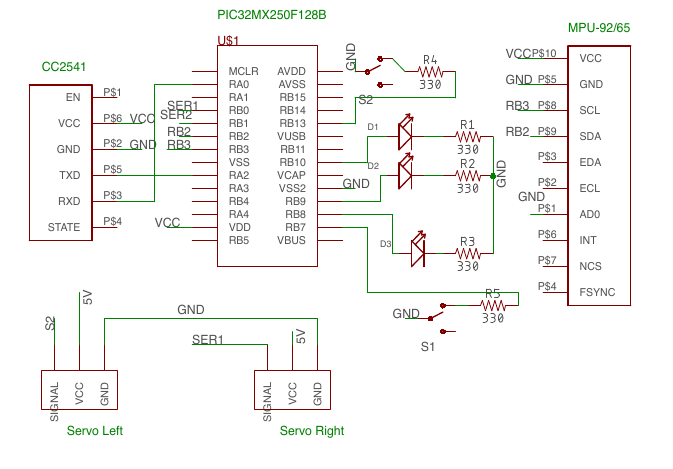 PIC32MX250F128B
U$1
MCLR
RA0
RA1
RB0
RB1
RB2
RB3
VSS
RA2
RA3
RB4
RA4
VDD
RB5
AVDD
AVSS
RB15
RB14
RB13
VUSB
RB11
RB10
VCAP
VSS2
RB9
RB8
RB7
VBUS
SER1
SER2
RB2
RB3
VCC
GND
CC2541
EN
VCC
GND
TXD
RXD
STATE
P$1
P$6
VCC
P$2
GND
P$5
P$3
P$4
GND
S2
R4
330
D1
R1
330
D2
R2
330
GND
D3
R3
330
R5
330
GND
S1
MPU-92/65
VCC
GND
SCL
SDA
EDA
ECL
AD0
INT
NCS
FSYNC
VCC
P$10
GND
P$5
RB3
P$8
RB2
P$9
P$3
P$2
GND
P$1
P$6
P$7
P$4
S2
5V
GND
SIGNAL
VCC
GND
Servo Left
SER1
5V
SIGNAL
VCC
GND
Servo Right